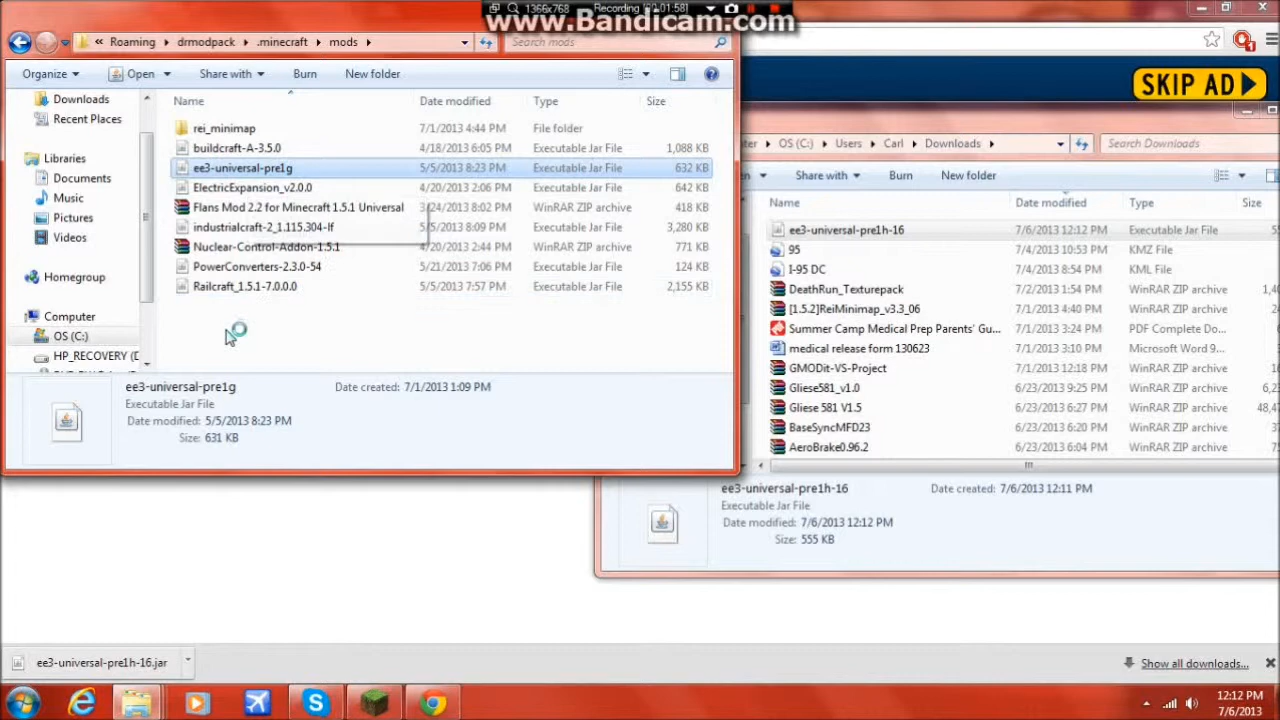 1366x768 Recording [00:01:58]
www.Bandicam.com
« Roaming drmodpack .minecraft mods
Search mods
Organize Open Share with Burn New folder
Name Date modified Type Size
Downloads
Recent Places
Libraries
Documents
Music
Pictures
Videos
Homegroup
Computer
OS (C:)
HP_RECOVERY (D
rei_minimap 7/1/2013 4:44 PM File folder
buildcraft-A-3.5.0 4/18/2013 6:05 PM Executable Jar File 1,088 KB
ee3-universal-pre1g 5/5/2013 8:23 PM Executable Jar File 632 KB
ElectricExpansion_v2.0.0 4/20/2013 2:06 PM Executable Jar File 642 KB
Flans Mod 2.2 for Minecraft 1.5.1 Universal 3/24/2013 8:02 PM WinRAR ZIP archive 418 KB
industrialcraft-2_1.115.304-lf 5/5/2013 8:09 PM Executable Jar File 3,280 KB
Nuclear-Control-Addon-1.5.1 4/20/2013 2:44 PM WinRAR ZIP archive 771 KB
PowerConverters-2.3.0-54 5/21/2013 7:06 PM Executable Jar File 124 KB
Railcraft_1.5.1-7.0.0.0 5/5/2013 7:57 PM Executable Jar File 2,155 KB
ee3-universal-pre1g Date created: 7/1/2013 1:09 PM
Executable Jar File
Date modified: 5/5/2013 8:23 PM
Size: 631 KB
SKIP AD
OS (C:) Users Carl Downloads
Search Downloads
Share with Burn New folder
Date modified Type Size
ee3-universal-pre1h-16 7/6/2013 12:12 PM Executable Jar File
95 7/4/2013 10:53 PM KMZ File
I-95 DC 7/4/2013 8:54 PM KML File
DeathRun_Texturepack 7/2/2013 1:54 PM WinRAR ZIP archive
[1.5.2]ReiMinimap_v3.3_06 7/1/2013 4:40 PM WinRAR ZIP archive
Summer Camp Medical Prep Parents' Gu... 7/1/2013 3:24 PM PDF Complete Do...
medical release form 130623 7/1/2013 3:10 PM Microsoft Word 9...
GMODit-VS-Project 7/1/2013 12:18 PM WinRAR ZIP archive
Gliese581_v1.0 6/23/2013 9:25 PM WinRAR ZIP archive 6,2
Gliese 581 V1.5 6/23/2013 6:27 PM WinRAR ZIP archive 48,4
BaseSyncMFD23 6/23/2013 6:20 PM WinRAR ZIP archive
AeroBrake0.96.2 6/23/2013 6:04 PM WinRAR ZIP archive
ee3-universal-pre1h-16 Date created: 7/6/2013 12:11 PM
Executable Jar File
Date modified: 7/6/2013 12:12 PM
Size: 555 KB
ee3-universal-pre1h-16.jar
Show all downloads...
12:12 PM
7/6/2013